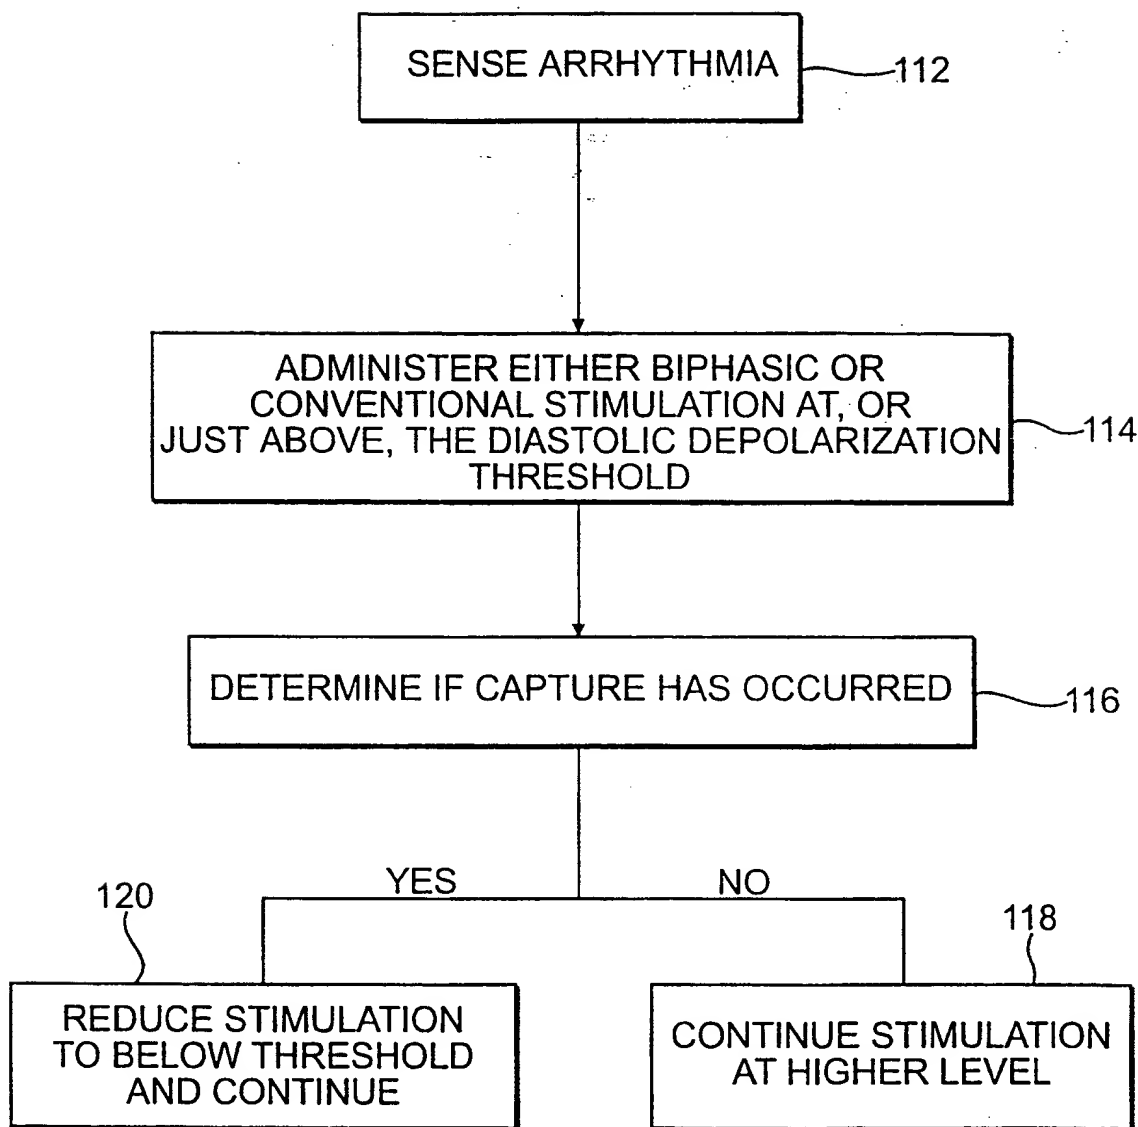 SENSE ARRHYTHMIA
112
ADMINISTER EITHER BIPHASIC OR
CONVENTIONAL STIMULATION AT, OR
JUST ABOVE, THE DIASTOLIC DEPOLARIZATION
THRESHOLD
114
DETERMINE IF CAPTURE HAS OCCURRED
116
YES
NO
120
118
REDUCE STIMULATION
TO BELOW THRESHOLD
AND CONTINUE
CONTINUE STIMULATION
AT HIGHER LEVEL